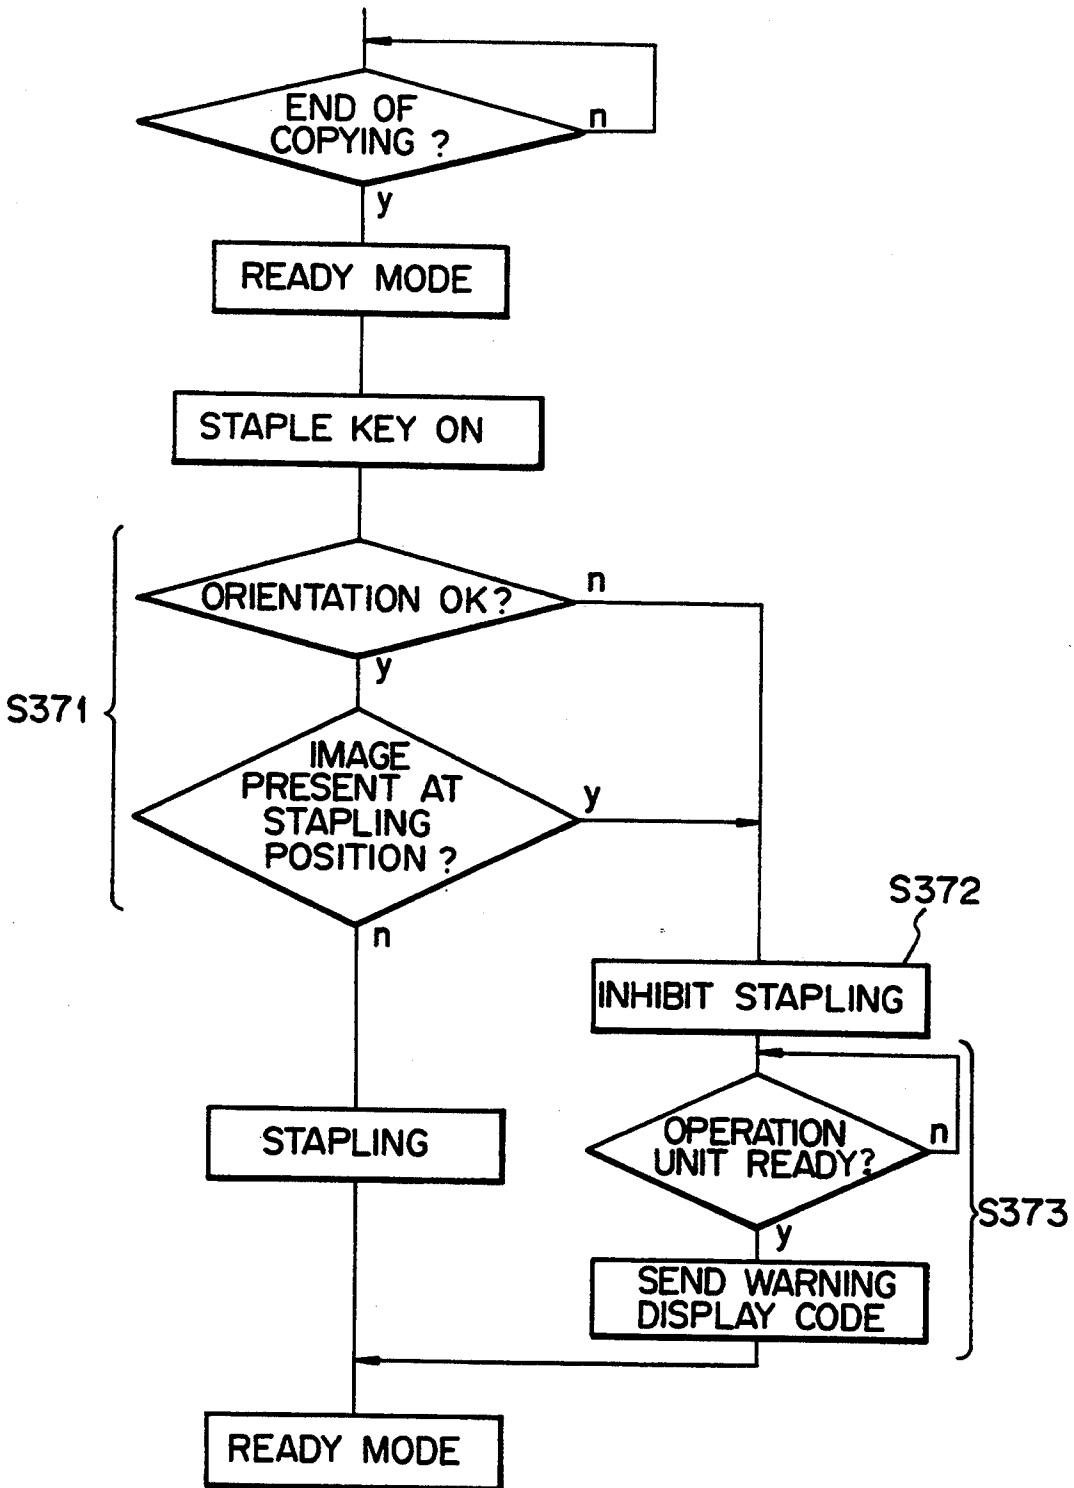 END OF
COPYING ?
n
y
READY MODE
STAPLE KEY ON
ORIENTATION OK?
n
y
S371
IMAGE
PRESENT AT
STAPLING
POSITION ?
y
n
S372
INHIBIT STAPLING
OPERATION
UNIT READY?
n
y
S373
STAPLING
SEND WARNING
DISPLAY CODE
READY MODE